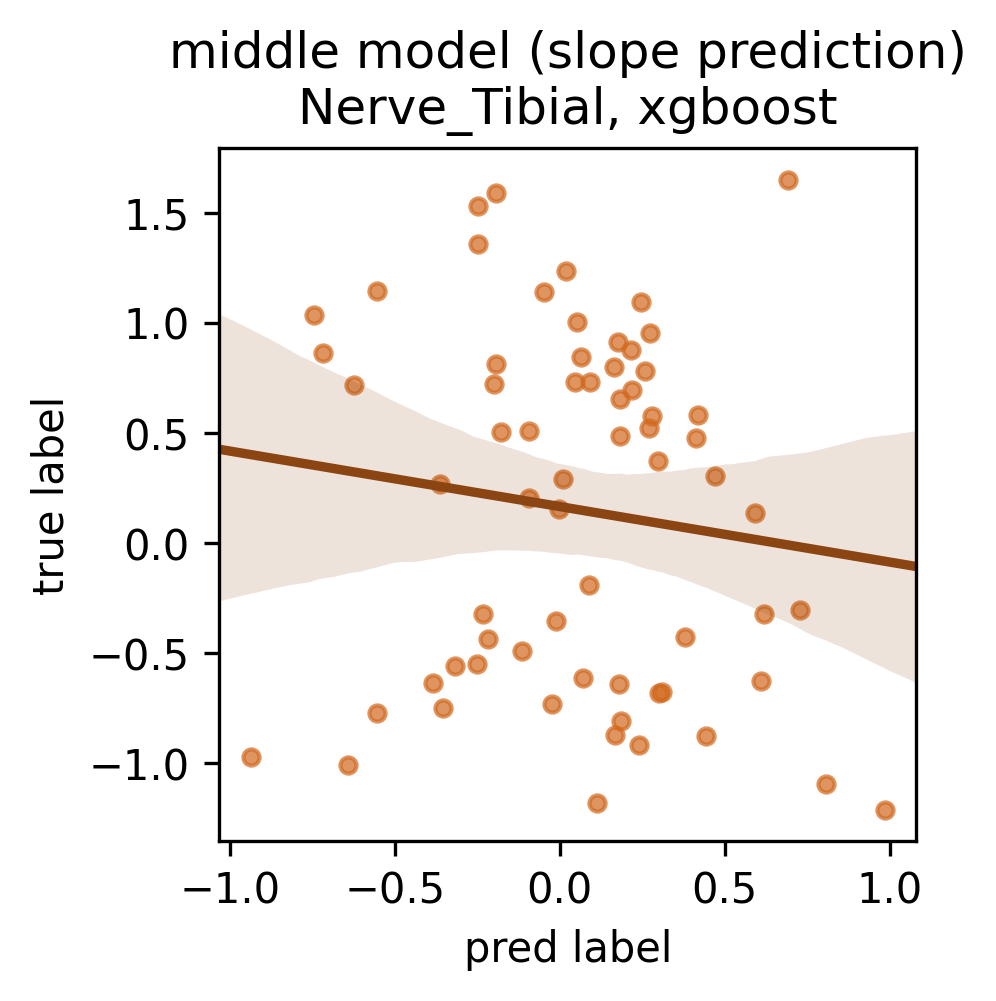 middle model (slope prediction)
Nerve_Tibial, xgboost
1.5
1.0
0.5
0.0
−0.5
−1.0
true label
−1.0 −0.5 0.0 0.5 1.0
pred label